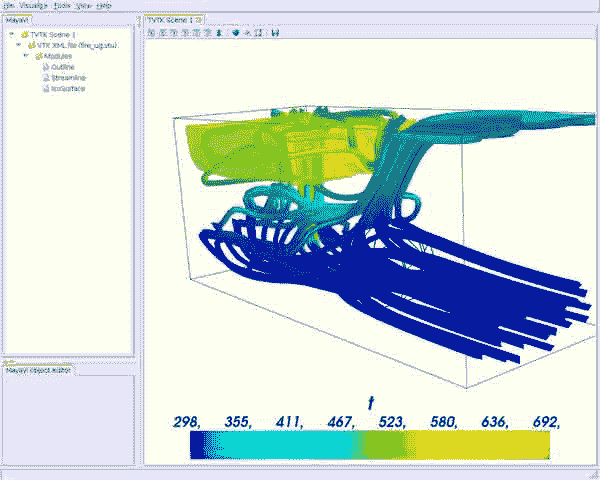 File Visualize Tools View Help
Mayavi
TVTK Scene 1
TVTK Scene 1
VTK XML file (fire_ug.vtu)
Modules
Outline
Streamline
IsoSurface
Mayavi object editor
t
298, 355, 411, 467, 523, 580, 636, 692,